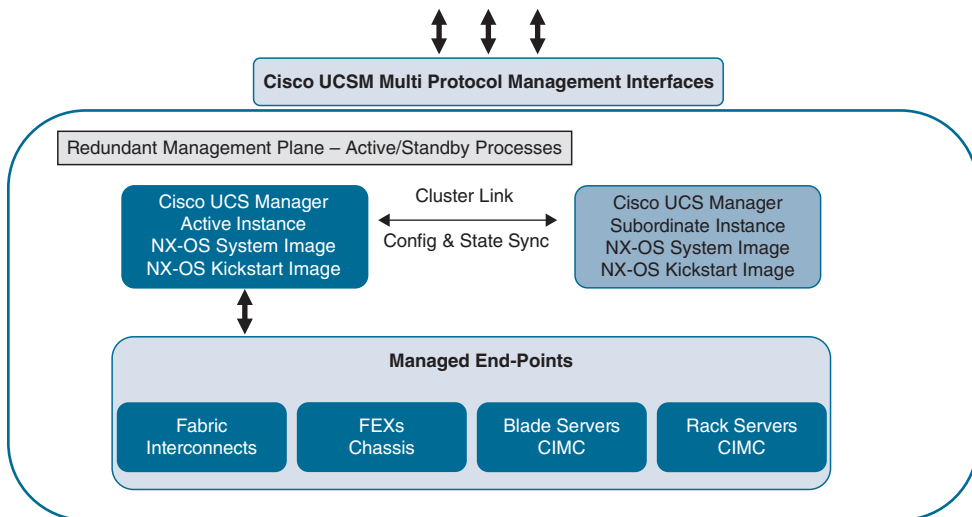 Cisco UCSM Multi Protocol Management Interfaces
Redundant Management Plane – Active/Standby Processes
Cisco UCS Manager
Active Instance
NX-OS System Image
NX-OS Kickstart Image
Cluster Link
Config & State Sync
Cisco UCS Manager
Subordinate Instance
NX-OS System Image
NX-OS Kickstart Image
Managed End-Points
Fabric
Interconnects
FEXs
Chassis
Blade Servers
CIMC
Rack Servers
CIMC